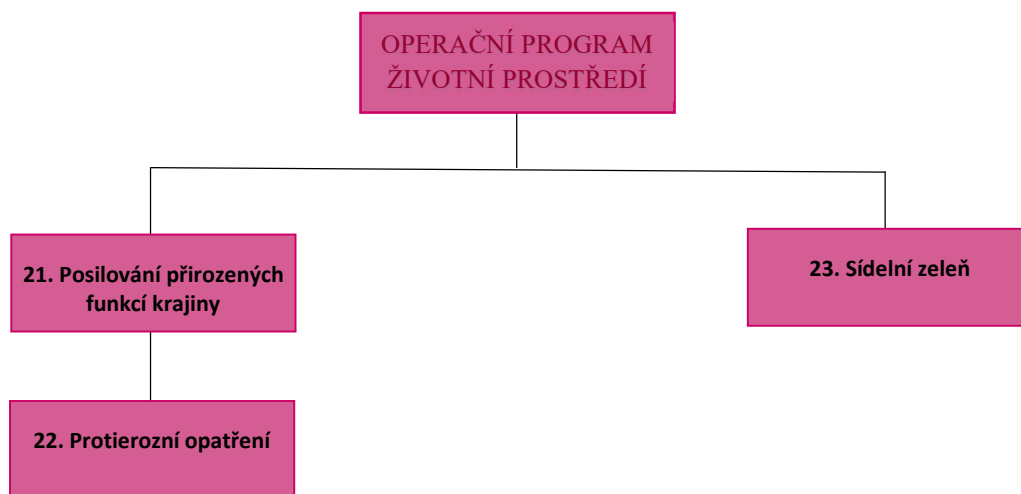 OPERAČNÍ PROGRAM
ŽIVOTNÍ PROSTŘEDÍ
21. Posilování přirozených
funkcí krajiny
23. Sídelní zeleň
22. Protierozní opatření